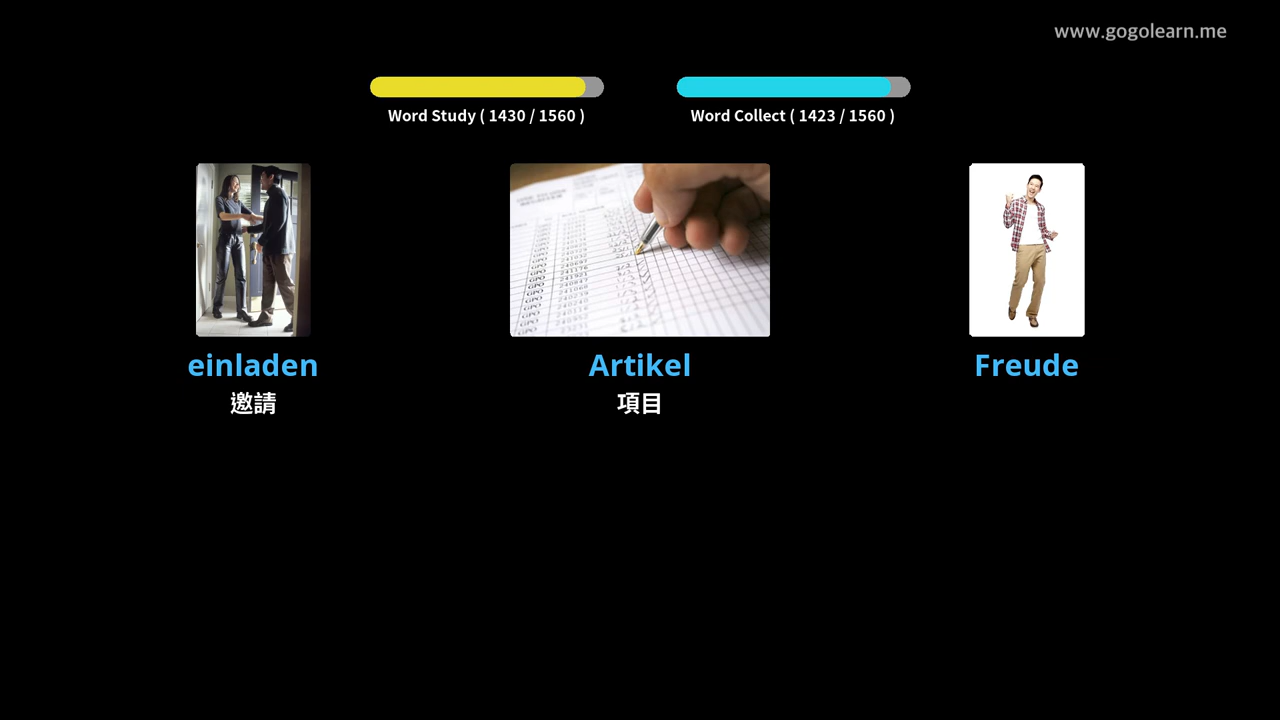 www.gogolearn.me
Word Study ( 1430 / 1560 )
Word Collect ( 1423 / 1560 )
einladen
Artikel
Freude
邀請
項目